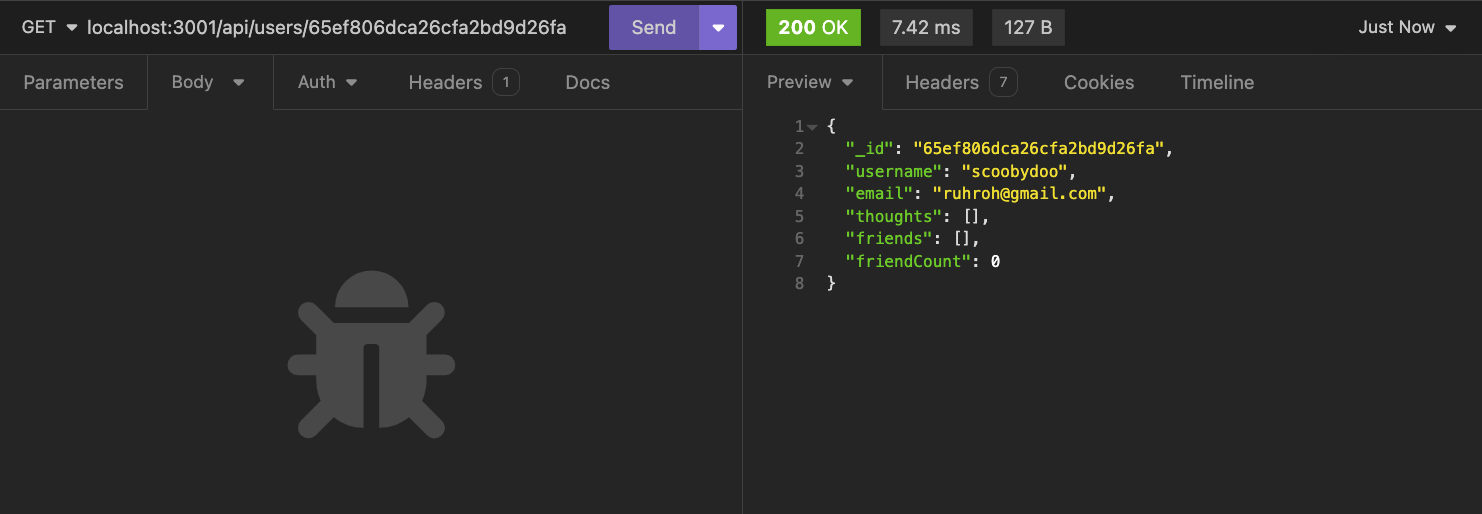 GET localhost:3001/api/users/65ef806dca26cfa2bd9d26fa Send 200 OK 7.42 ms 127 B Just Now
Parameters Body Auth Headers 1 Docs Preview Headers 7 Cookies Timeline
1 {
2 "_id": "65ef806dca26cfa2bd9d26fa",
3 "username": "scoobydoo",
4 "email": "ruhroh@gmail.com",
5 "thoughts": [],
6 "friends": [],
7 "friendCount": 0
8 }